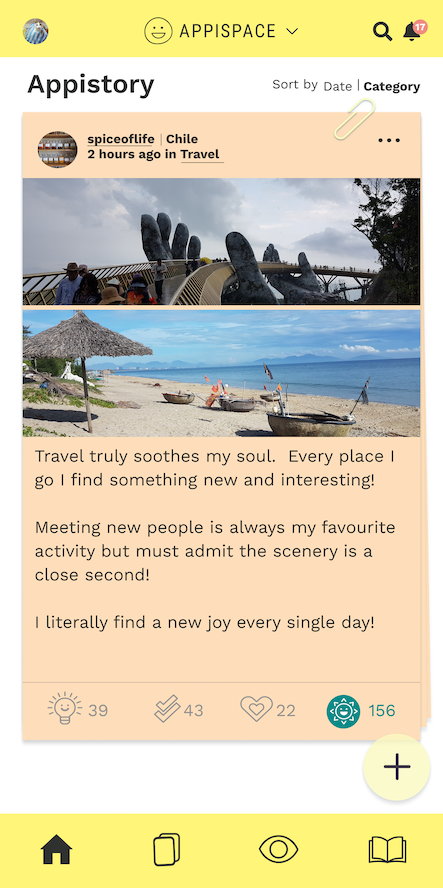 APPISPACE
17
Appistory
Sort by Date | Category
spiceoflife | Chile
2 hours ago in Travel
Travel truly soothes my soul.  Every place I
go I find something new and interesting!
Meeting new people is always my favourite
activity but must admit the scenery is a
close second!
I literally find a new joy every single day!
39
43
22
156